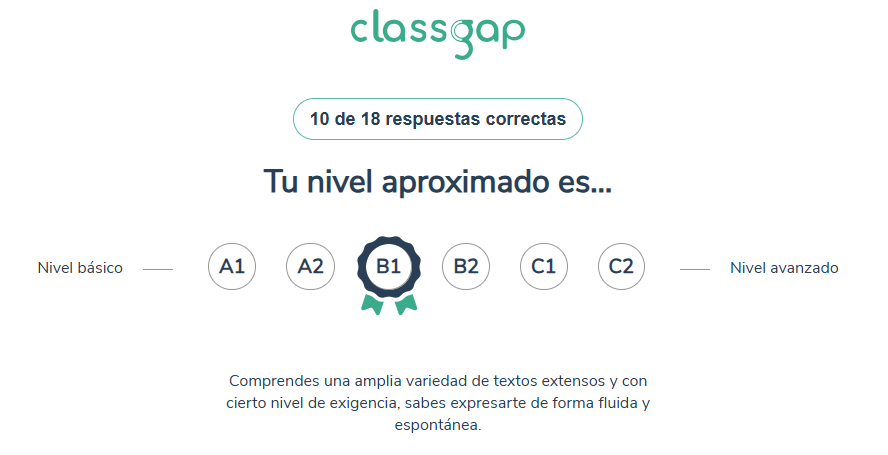 classgap
10 de 18 respuestas correctas
Tu nivel aproximado es...
Nivel básico
A1
A2
B1
B2
C1
C2
Nivel avanzado
Comprendes una amplia variedad de textos extensos y con
cierto nivel de exigencia, sabes expresarte de forma fluida y
espontánea.